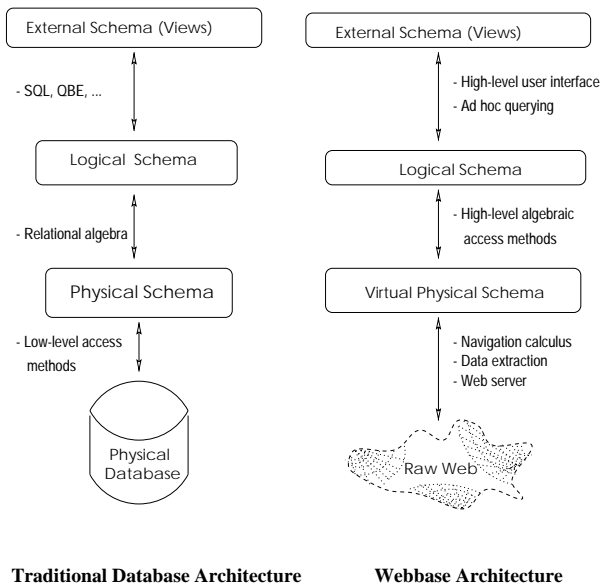 External Schema (Views)
- SQL, QBE, ...
Logical Schema
- Relational algebra
Physical Schema
- Low-level access
methods
Physical
Database
Traditional Database Architecture
External Schema (Views)
- High-level user interface
- Ad hoc querying
Logical Schema
- High-level algebraic
access methods
Virtual Physical Schema
- Navigation calculus
- Data extraction
- Web server
Raw Web
Webbase Architecture